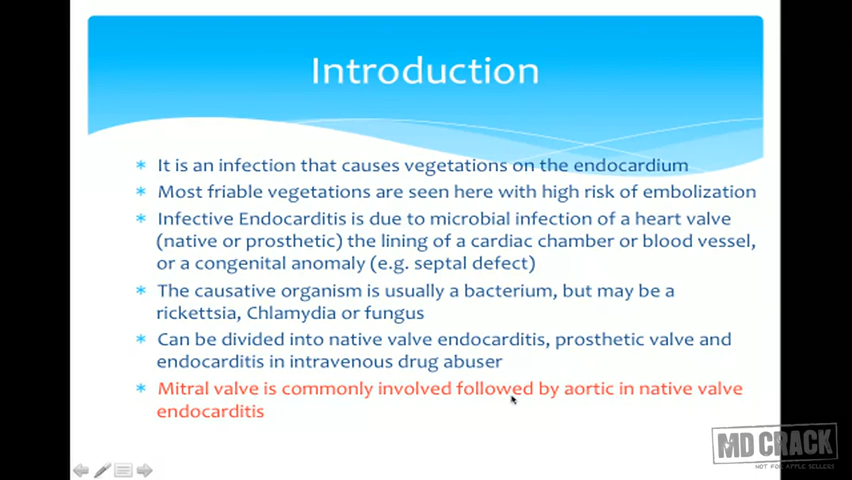 Introduction
* It is an infection that causes vegetations on the endocardium
* Most friable vegetations are seen here with high risk of embolization
* Infective Endocarditis is due to microbial infection of a heart valve
(native or prosthetic) the lining of a cardiac chamber or blood vessel,
or a congenital anomaly (e.g. septal defect)
* The causative organism is usually a bacterium, but may be a
rickettsia, Chlamydia or fungus
* Can be divided into native valve endocarditis, prosthetic valve and
endocarditis in intravenous drug abuser
* Mitral valve is commonly involved followed by aortic in native valve
endocarditis
MD CRACK
NOT FOR APPLE SELLERS